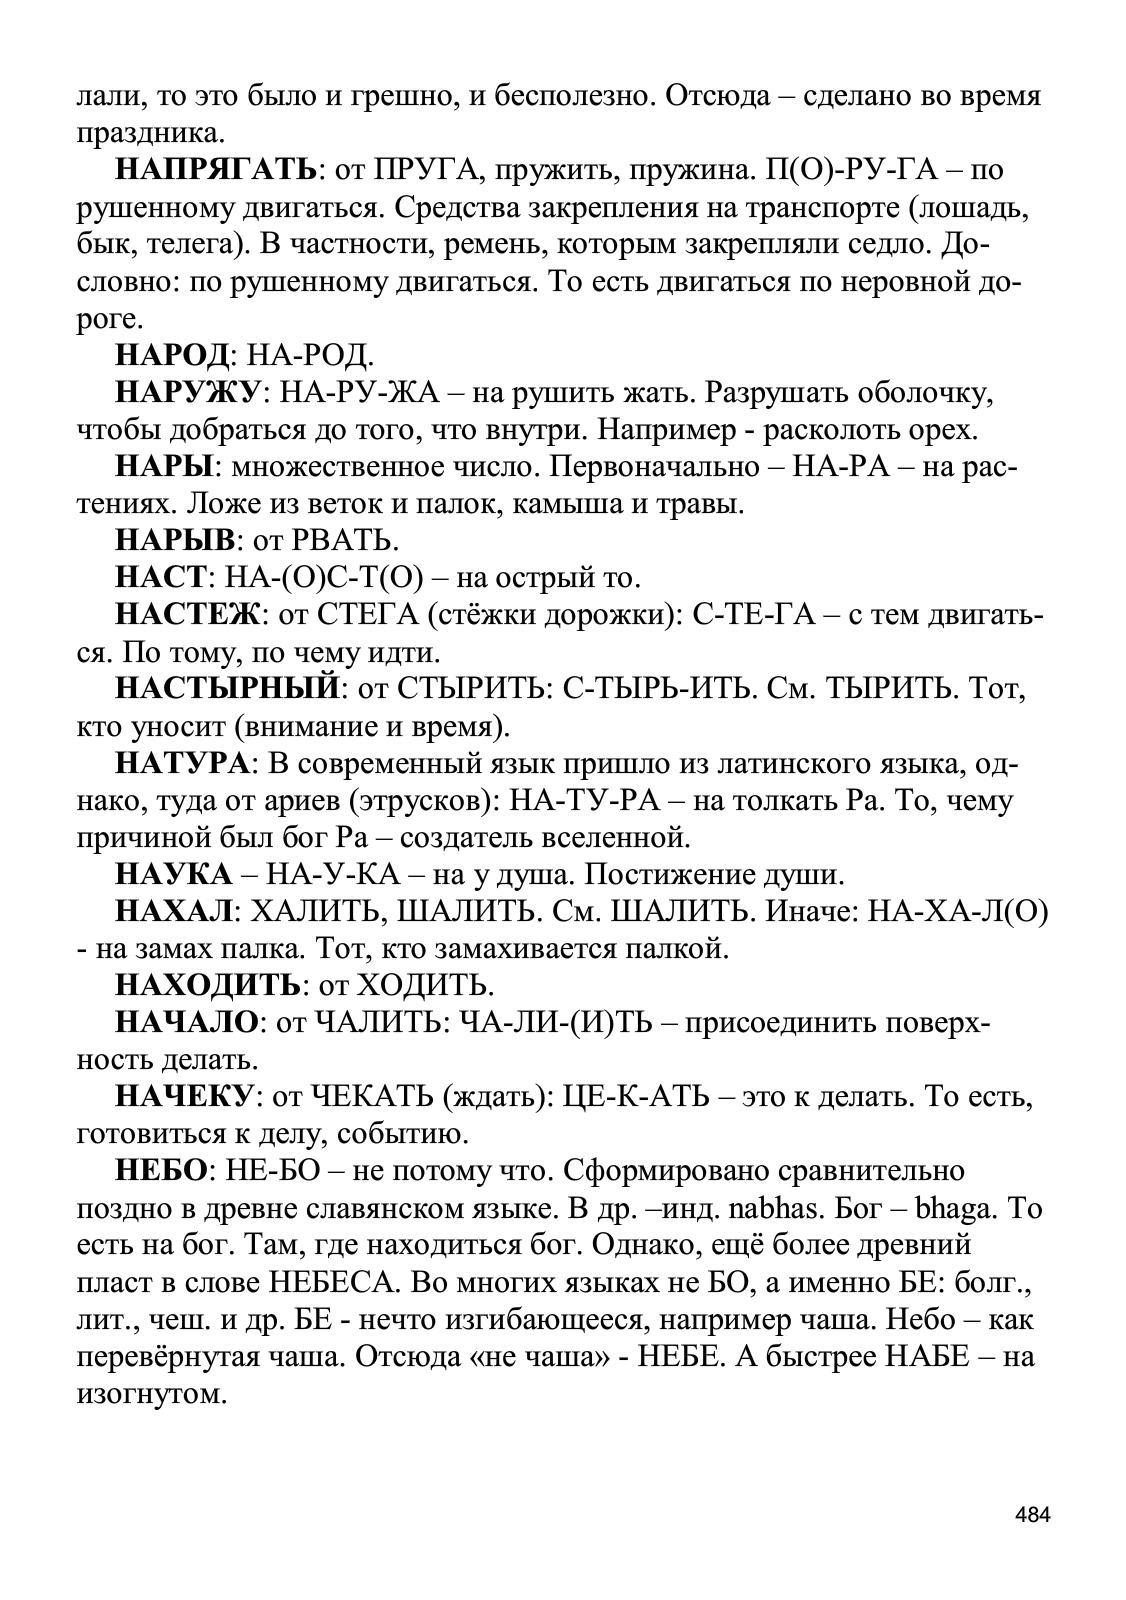 лали, то это было и грешно, и бесполезно. Отсюда – сделано во время
праздника.
НАПРЯГАТЬ: от ПРУГА, пружить, пружина. П(О)-РУ-ГА – по
рушенному двигаться. Средства закрепления на транспорте (лошадь,
бык, телега). В частности, ремень, которым закрепляли седло. До-
словно: по рушенному двигаться. То есть двигаться по неровной до-
роге.
НАРОД: НА-РОД.
НАРУЖУ: НА-РУ-ЖА – на рушить жать. Разрушать оболочку,
чтобы добраться до того, что внутри. Например - расколоть орех.
НАРЫ: множественное число. Первоначально – НА-РА – на рас-
тениях. Ложе из веток и палок, камыша и травы.
НАРЫВ: от РВАТЬ.
НАСТ: НА-(О)С-Т(О) – на острый то.
НАСТЕЖ: от СТЕГА (стёжки дорожки): С-ТЕ-ГА – с тем двигать-
ся. По тому, по чему идти.
НАСТЫРНЫЙ: от СТЫРИТЬ: С-ТЫРЬ-ИТЬ. См. ТЫРИТЬ. Тот,
кто уносит (внимание и время).
НАТУРА: В современный язык пришло из латинского языка, од-
нако, туда от ариев (этрусков): НА-ТУ-РА – на толкать Ра. То, чему
причиной был бог Ра – создатель вселенной.
НАУКА – НА-У-КА – на у душа. Постижение души.
НАХАЛ: ХАЛИТЬ, ШАЛИТЬ. См. ШАЛИТЬ. Иначе: НА-ХА-Л(О)
- на замах палка. Тот, кто замахивается палкой.
НАХОДИТЬ: от ХОДИТЬ.
НАЧАЛО: от ЧАЛИТЬ: ЧА-ЛИ-(И)ТЬ – присоединить поверх-
ность делать.
НАЧЕКУ: от ЧЕКАТЬ (ждать): ЦЕ-К-АТЬ – это к делать. То есть,
готовиться к делу, событию.
НЕБО: НЕ-БО – не потому что. Сформировано сравнительно
поздно в древне славянском языке. В др. –инд. nabhas. Бог – bhaga. То
есть на бог. Там, где находиться бог. Однако, ещё более древний
пласт в слове НЕБЕСА. Во многих языках не БО, а именно БЕ: болг.,
лит., чеш. и др. БЕ - нечто изгибающееся, например чаша. Небо – как
перевёрнутая чаша. Отсюда «не чаша» - НЕБЕ. А быстрее НАБЕ – на
изогнутом.
484